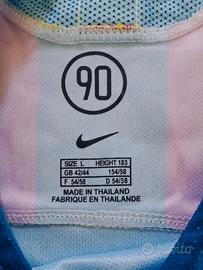 90
SIZE L HEIGHT 183
GB 42/44 154/58
F 54/58 D 54/58
MADE IN THAILAND
FABRIQUE EN THAILANDE
Subito